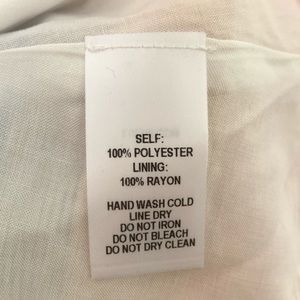 SELF:
100% POLYESTER
LINING:
100% RAYON
HAND WASH COLD
LINE DRY
DO NOT IRON
DO NOT BLEACH
DO NOT DRY CLEAN